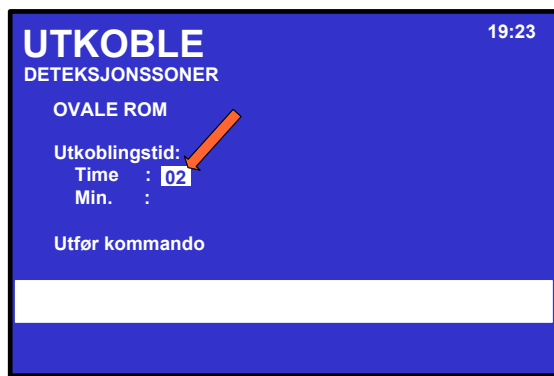 UTKOBLE 19:23
DETEKSJONSSONER
OVALE ROM
Utkoblingstid:
Time : 02
Min. :
Utfør kommando